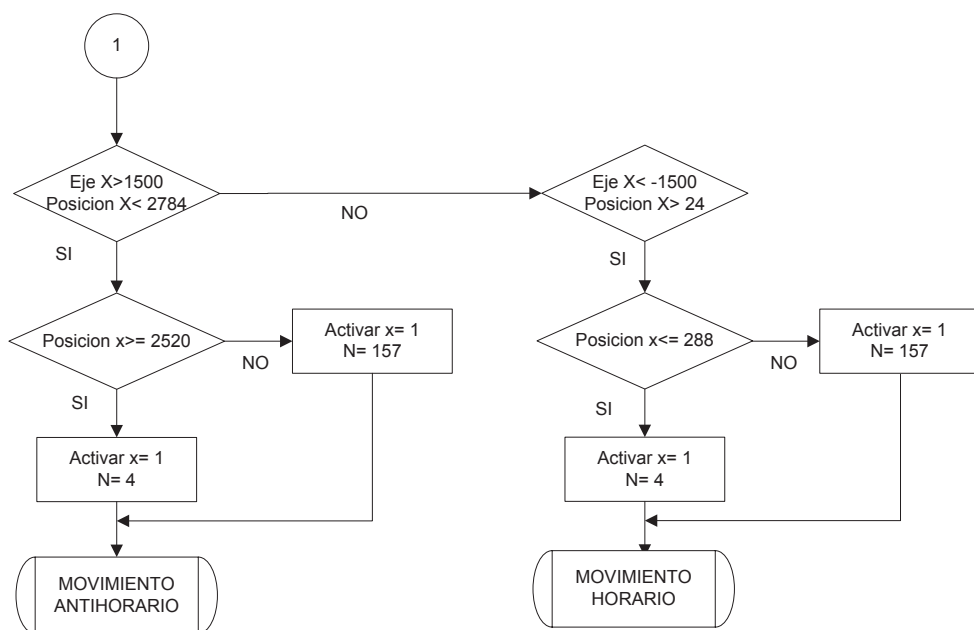 1
Eje X>1500
Posicion X< 2784
NO
Eje X< -1500
Posicion X> 24
SI
SI
Posicion x>= 2520
NO
Activar x= 1
N= 157
Posicion x<= 288
NO
Activar x= 1
N= 157
SI
SI
Activar x= 1
N= 4
Activar x= 1
N= 4
MOVIMIENTO
ANTIHORARIO
MOVIMIENTO
HORARIO